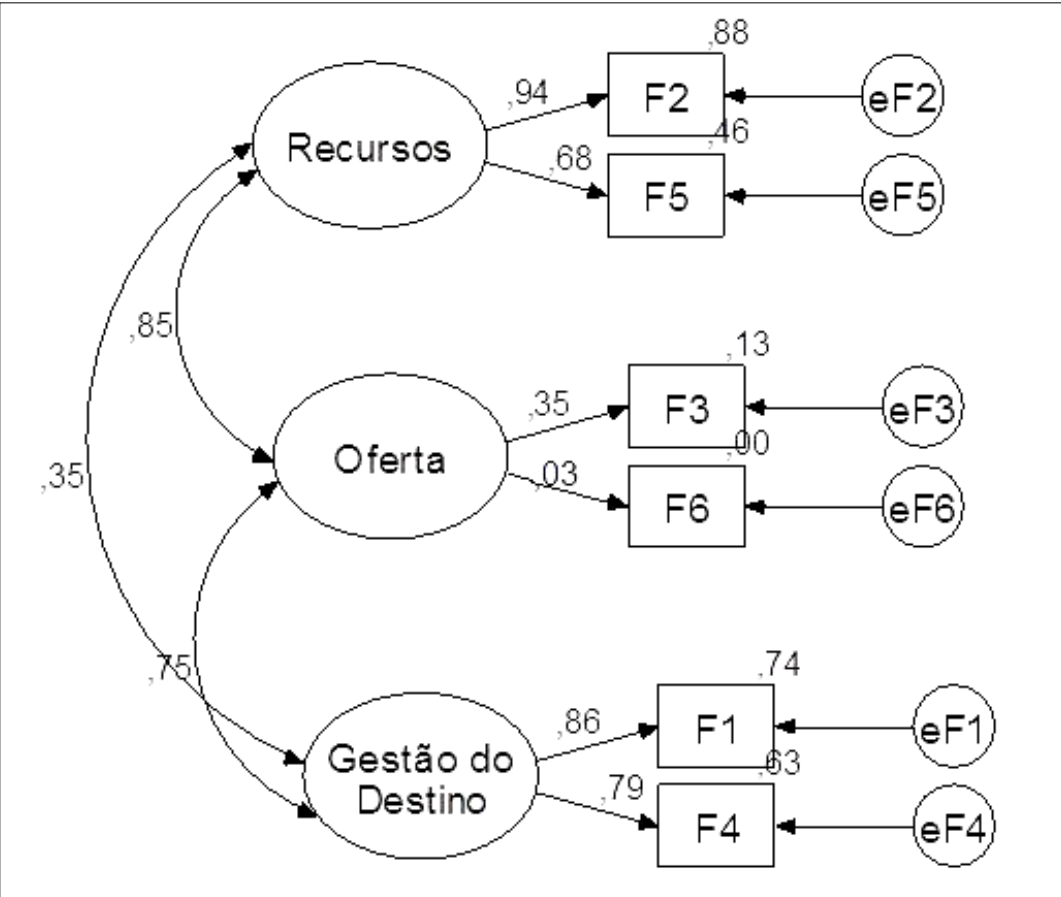 ,88
,94
F2
eF2
Recursos
,46
,68
F5
eF5
,85
,13
,35
F3
eF3
Oferta
,00
,03
F6
eF6
,35
,75
,74
,86
F1
eF1
Gestão do
Destino
,63
,79
F4
eF4